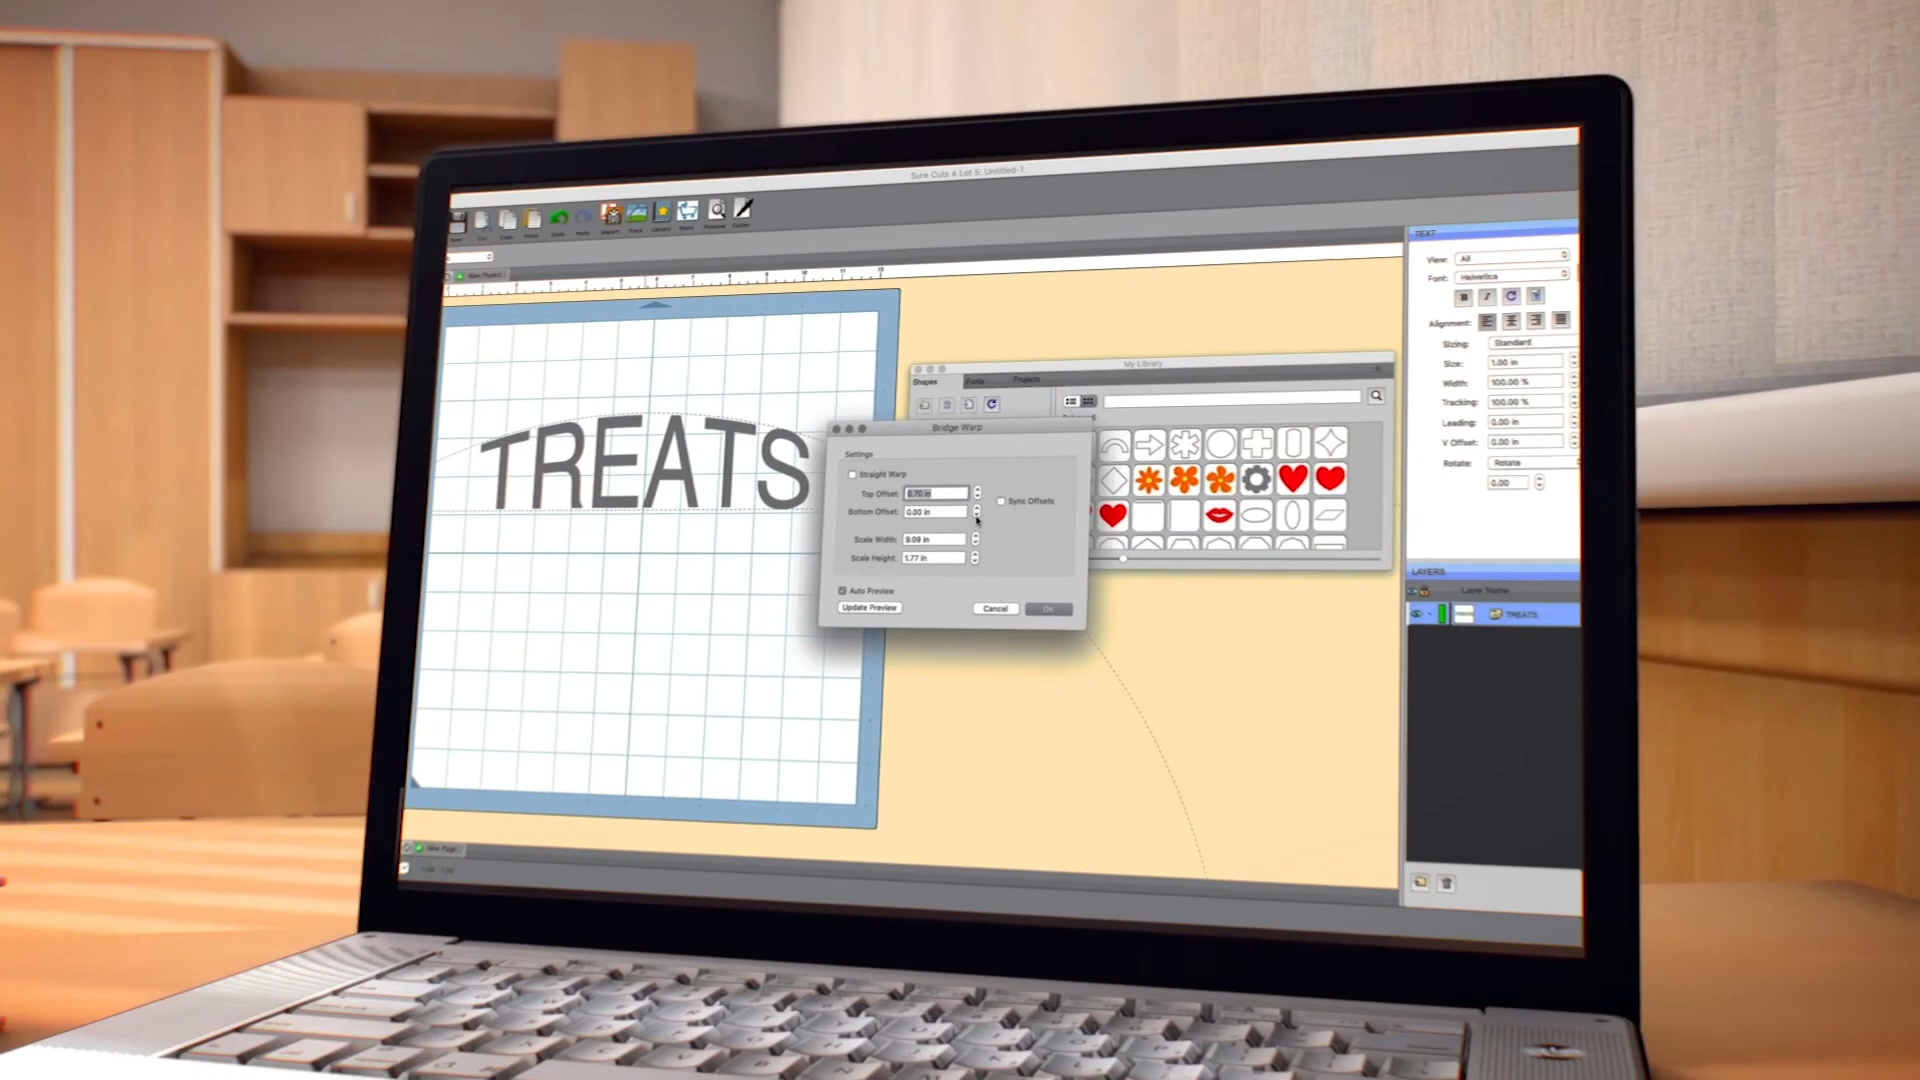 Sure Cuts A Lot 5: Untitled-1
New Project
TREATS
My Library
Shapes
Fonts
Projects
Bridge Warp
Settings
Straight Warp
Top Offset: 0.70 in
Bottom Offset: 0.00 in
Sync Offsets
Scale Width: 9.09 in
Scale Height: 1.77 in
Auto Preview
Update Preview
Cancel
OK
TEXT
View: All
Font: Helvetica
B I
Alignment:
Sizing: Standard
Size: 1.00 in
Width: 100.00 %
Tracking: 100.00 %
Leading: 0.00 in
V Offset: 0.00 in
Rotate: Rotate
0.00
LAYERS
Layer Name
TREATS
New Page